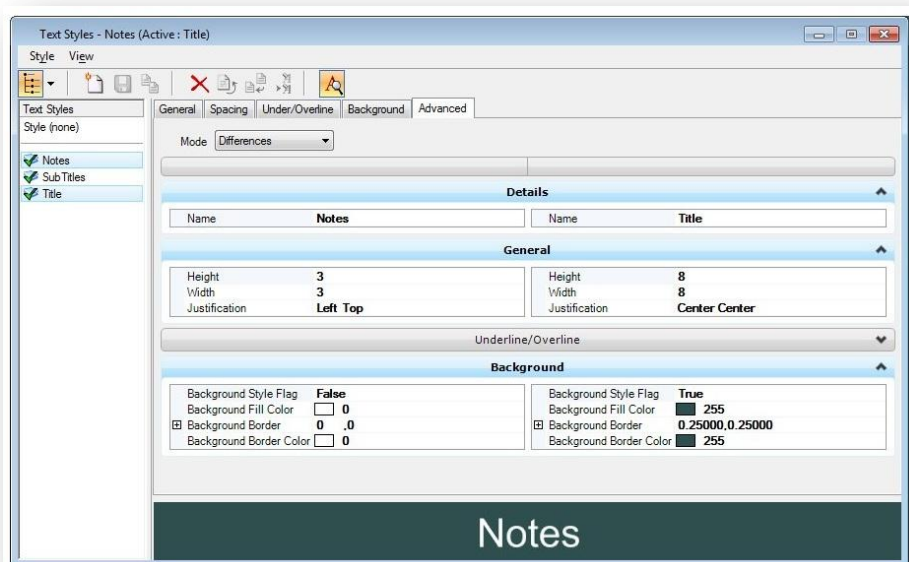 Text Styles - Notes (Active : Title)
Style View
Text Styles
General Spacing Under/Overline Background Advanced
Style (none)
Mode Differences
Notes
SubTitles
Title
Details
Name Notes Name Title
General
Height 3 Height 8
Width 3 Width 8
Justification Left Top Justification Center Center
Underline/Overline
Background
Background Style Flag False Background Style Flag True
Background Fill Color 0 Background Fill Color 255
Background Border 0 ,0 Background Border 0.25000,0.25000
Background Border Color 0 Background Border Color 255
Notes